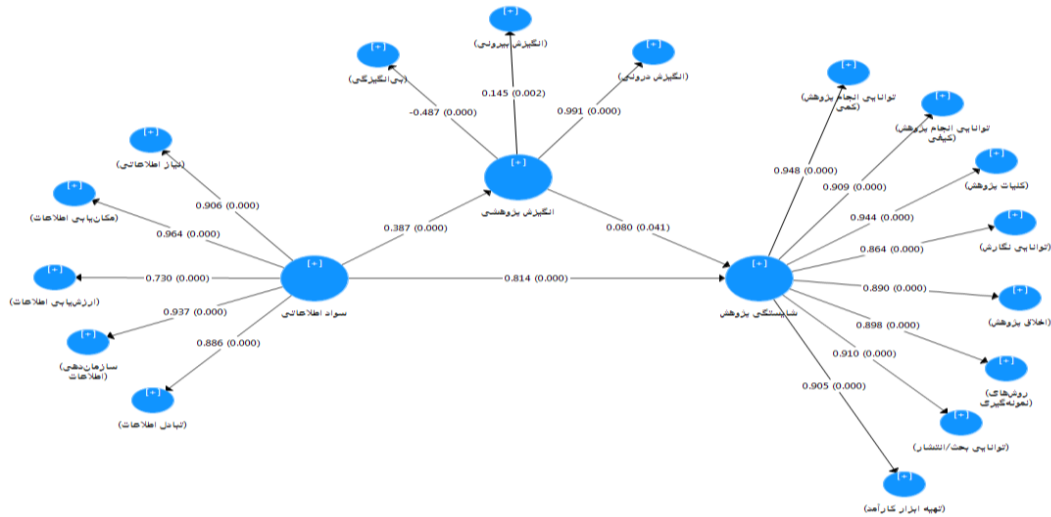 [+]
(انگیزش بیرونی)
[+]
(بی‌انگیزگی)
[+]
(انگیزش درونی)
-0.487 (0.000)
0.145 (0.002)
0.991 (0.000)
[+]
انگیزش پژوهشی
[+]
(نیاز اطلاعاتی)
[+]
(مکان‌یابی اطلاعات)
[+]
(ارزش‌یابی اطلاعات)
[+]
سازمان‌دهی)
(اطلاعات
[+]
(تبادل اطلاعات)
0.906 (0.000)
0.964 (0.000)
0.730 (0.000)
0.937 (0.000)
0.886 (0.000)
[+]
سواد اطلاعاتی
0.387 (0.000)
0.080 (0.041)
0.814 (0.000)
[+]
شایستگی پژوهش
[+]
توانایی انجام پژوهش)
(کمی
[+]
توانایی انجام پژوهش)
(کیفی
[+]
(کلیات پژوهش)
[+]
(توانایی نگارش)
[+]
(اخلاق پژوهش)
[+]
روش‌های)
(نمونه‌گیری
[+]
(توانایی بحث/انتشار)
[+]
(تهیه ابزار کارآمد)
0.948 (0.000)
0.909 (0.000)
0.944 (0.000)
0.864 (0.000)
0.890 (0.000)
0.898 (0.000)
0.910 (0.000)
0.905 (0.000)